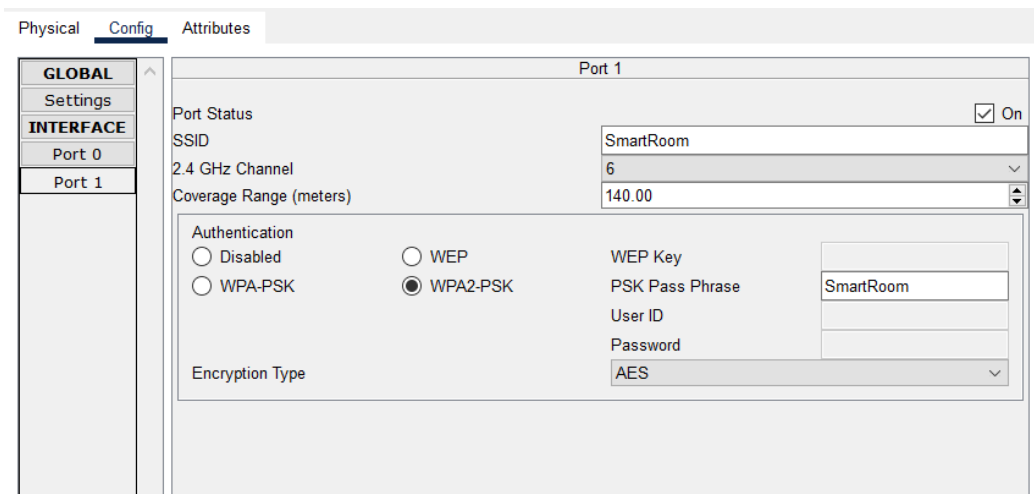 Physical Config Attributes
GLOBAL
Settings
INTERFACE
Port 0
Port 1
Port 1
Port Status On
SSID SmartRoom
2.4 GHz Channel 6
Coverage Range (meters) 140.00
Authentication
Disabled WEP WEP Key
WPA-PSK WPA2-PSK PSK Pass Phrase SmartRoom
User ID
Password
Encryption Type AES